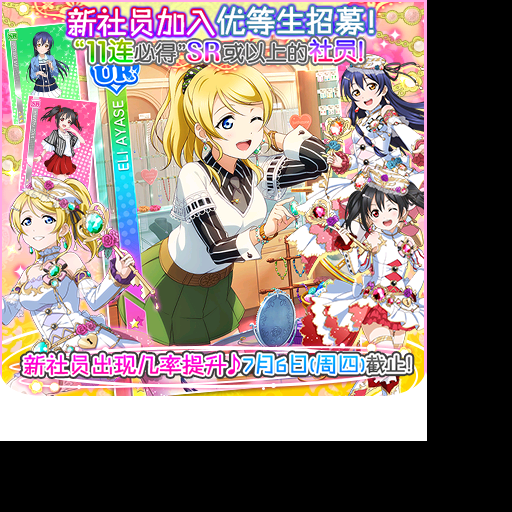 新社员加入优等生招募!
“11连必得”SR或以上的社员!
SR
UR
ELI AYASE
SR
新社员出现几率提升♪7月6日(周四)截止!